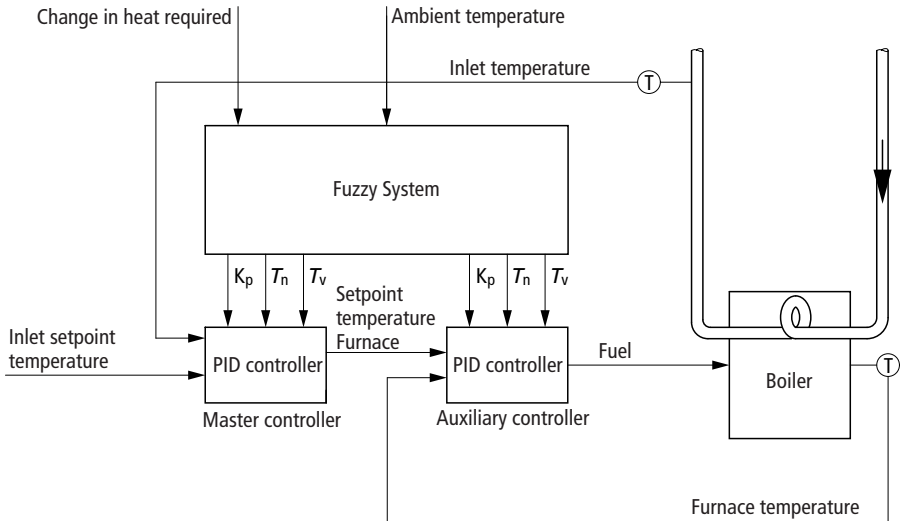 Change in heat required
Ambient temperature
Inlet temperature
T
Fuzzy System
Kp Tn Tv
Kp Tn Tv
Setpoint
temperature
Furnace
Inlet setpoint
temperature
PID controller
PID controller
Fuel
Boiler
T
Master controller
Auxiliary controller
Furnace temperature